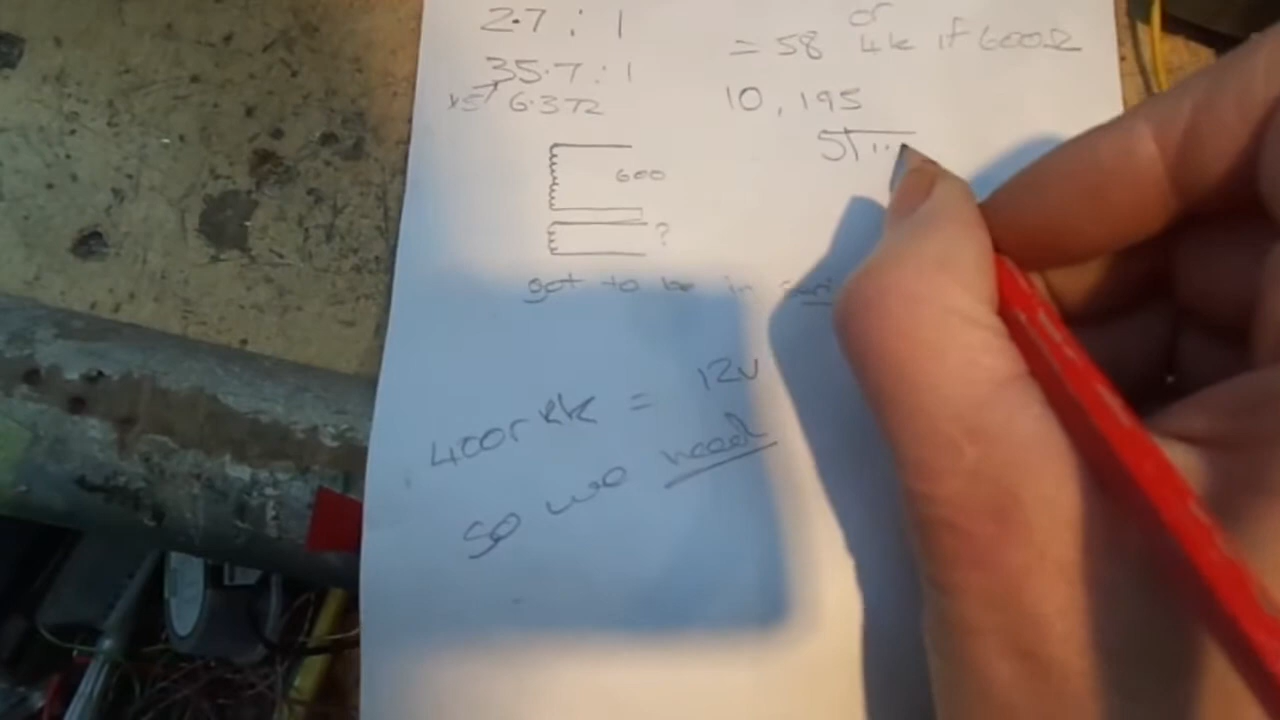 2.7 : 1
35.7 : 1
x5 6.372
or
= 58 4k if 600Ω
10, 195
5
600
?
got to be in
400r = 12v
so we need